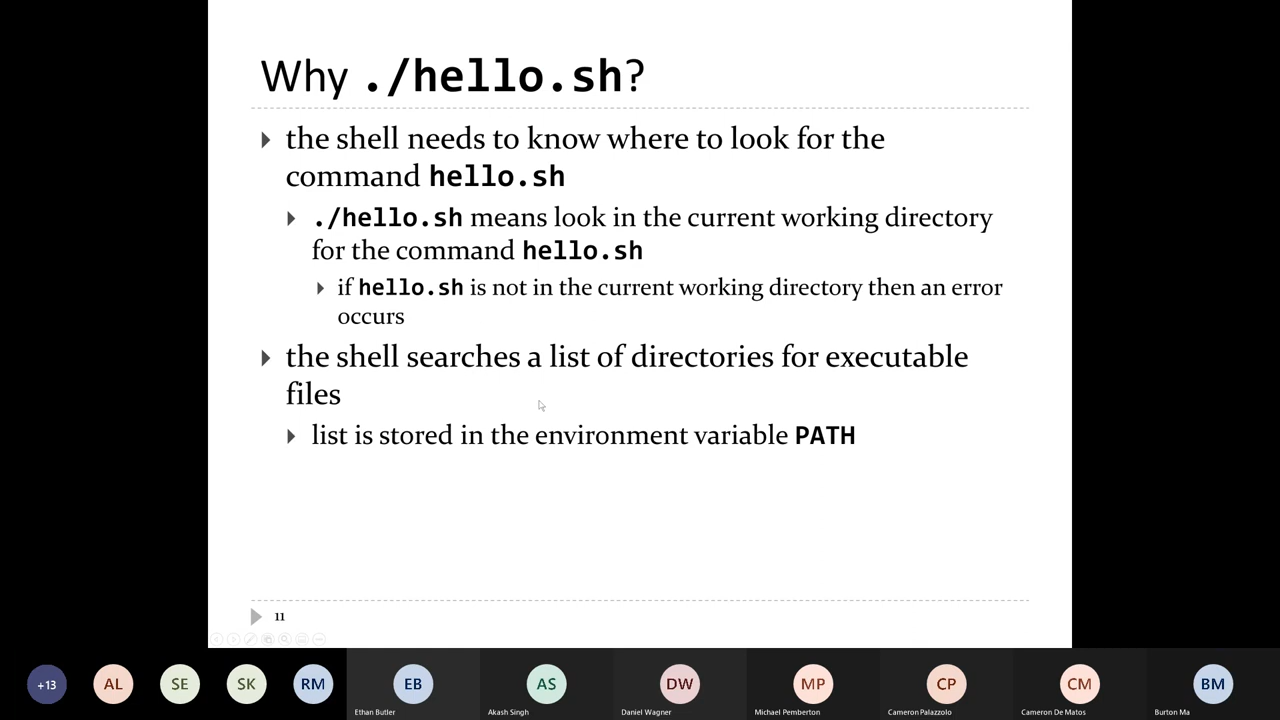 Why ./hello.sh?
the shell needs to know where to look for the
command hello.sh
./hello.sh means look in the current working directory
for the command hello.sh
if hello.sh is not in the current working directory then an error
occurs
the shell searches a list of directories for executable
files
list is stored in the environment variable PATH
11
+13
AL
SE
SK
RM
EB
AS
DW
MP
CP
CM
BM
Ethan Butler
Akash Singh
Daniel Wagner
Michael Pemberton
Cameron Palazzolo
Cameron De Matos
Burton Ma